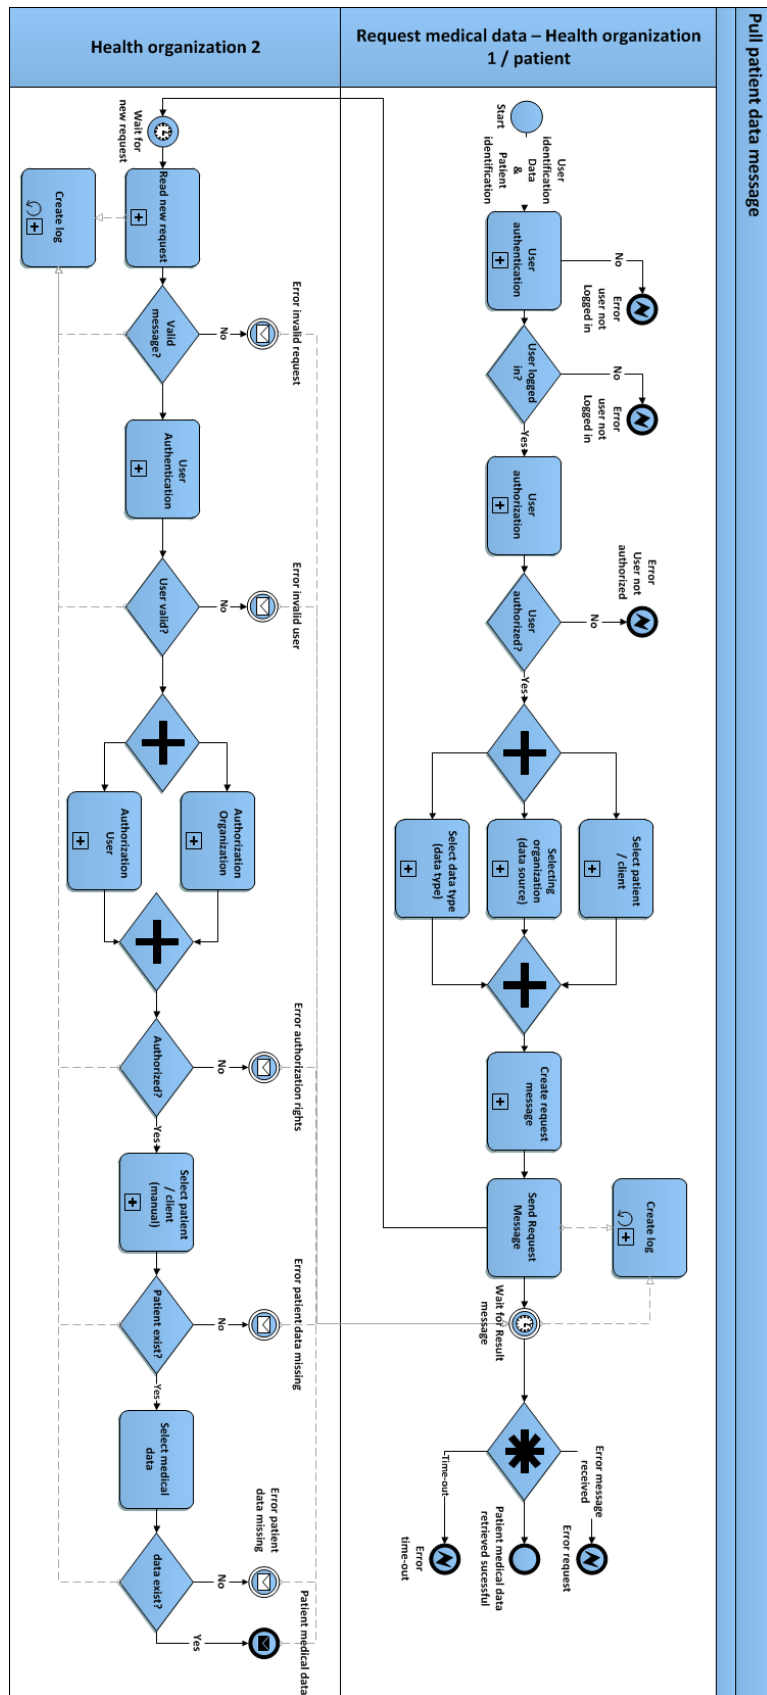 Pull patient data message
Request medical data – Health organization
1 / patient
Start
User
identification
Data
&
Patient
identification
User
authentication
No
Error
user not
Logged in
User logged
in?
No
Error
user not
Logged in
Yes
User
authorization
User
authorized?
No
Error
User not
authorized
Yes
Select patient
/ client
Selecting
organization
(data source)
Select data type
(data type)
Create request
message
Send Request
Message
Create log
Wait for Result
message
Error message
received
Error request
Patient medical data
retrieved sucessful
Time-out
Error
time-out
Health organization 2
Wait for
new request
Read new request
Create log
Valid
message?
No
Error invalid request
User
Authentication
User valid?
No
Error invalid user
Authorization
Organization
Authorization
User
Authorized?
No
Error authorization rights
Yes
Select patient
/ client
(manual)
Patient exist?
No
Error patient data missing
Yes
Select medical
data
data exist?
No
Error patient
data missing
Yes
Patient medical data